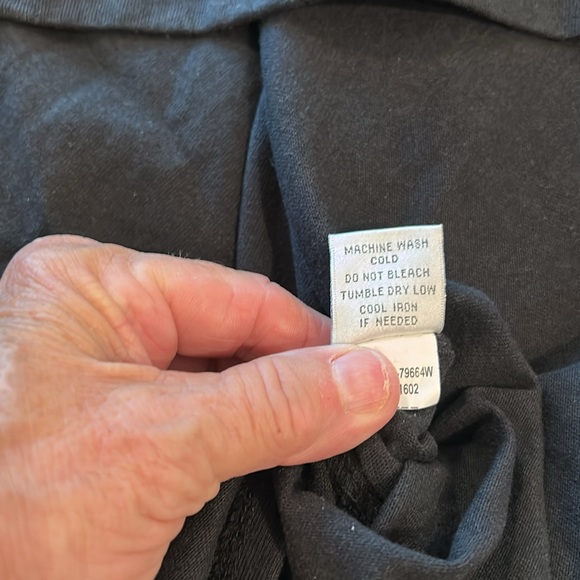 MACHINE WASH
COLD
DO NOT BLEACH
TUMBLE DRY LOW
COOL IRON
IF NEEDED
-79664W
1602